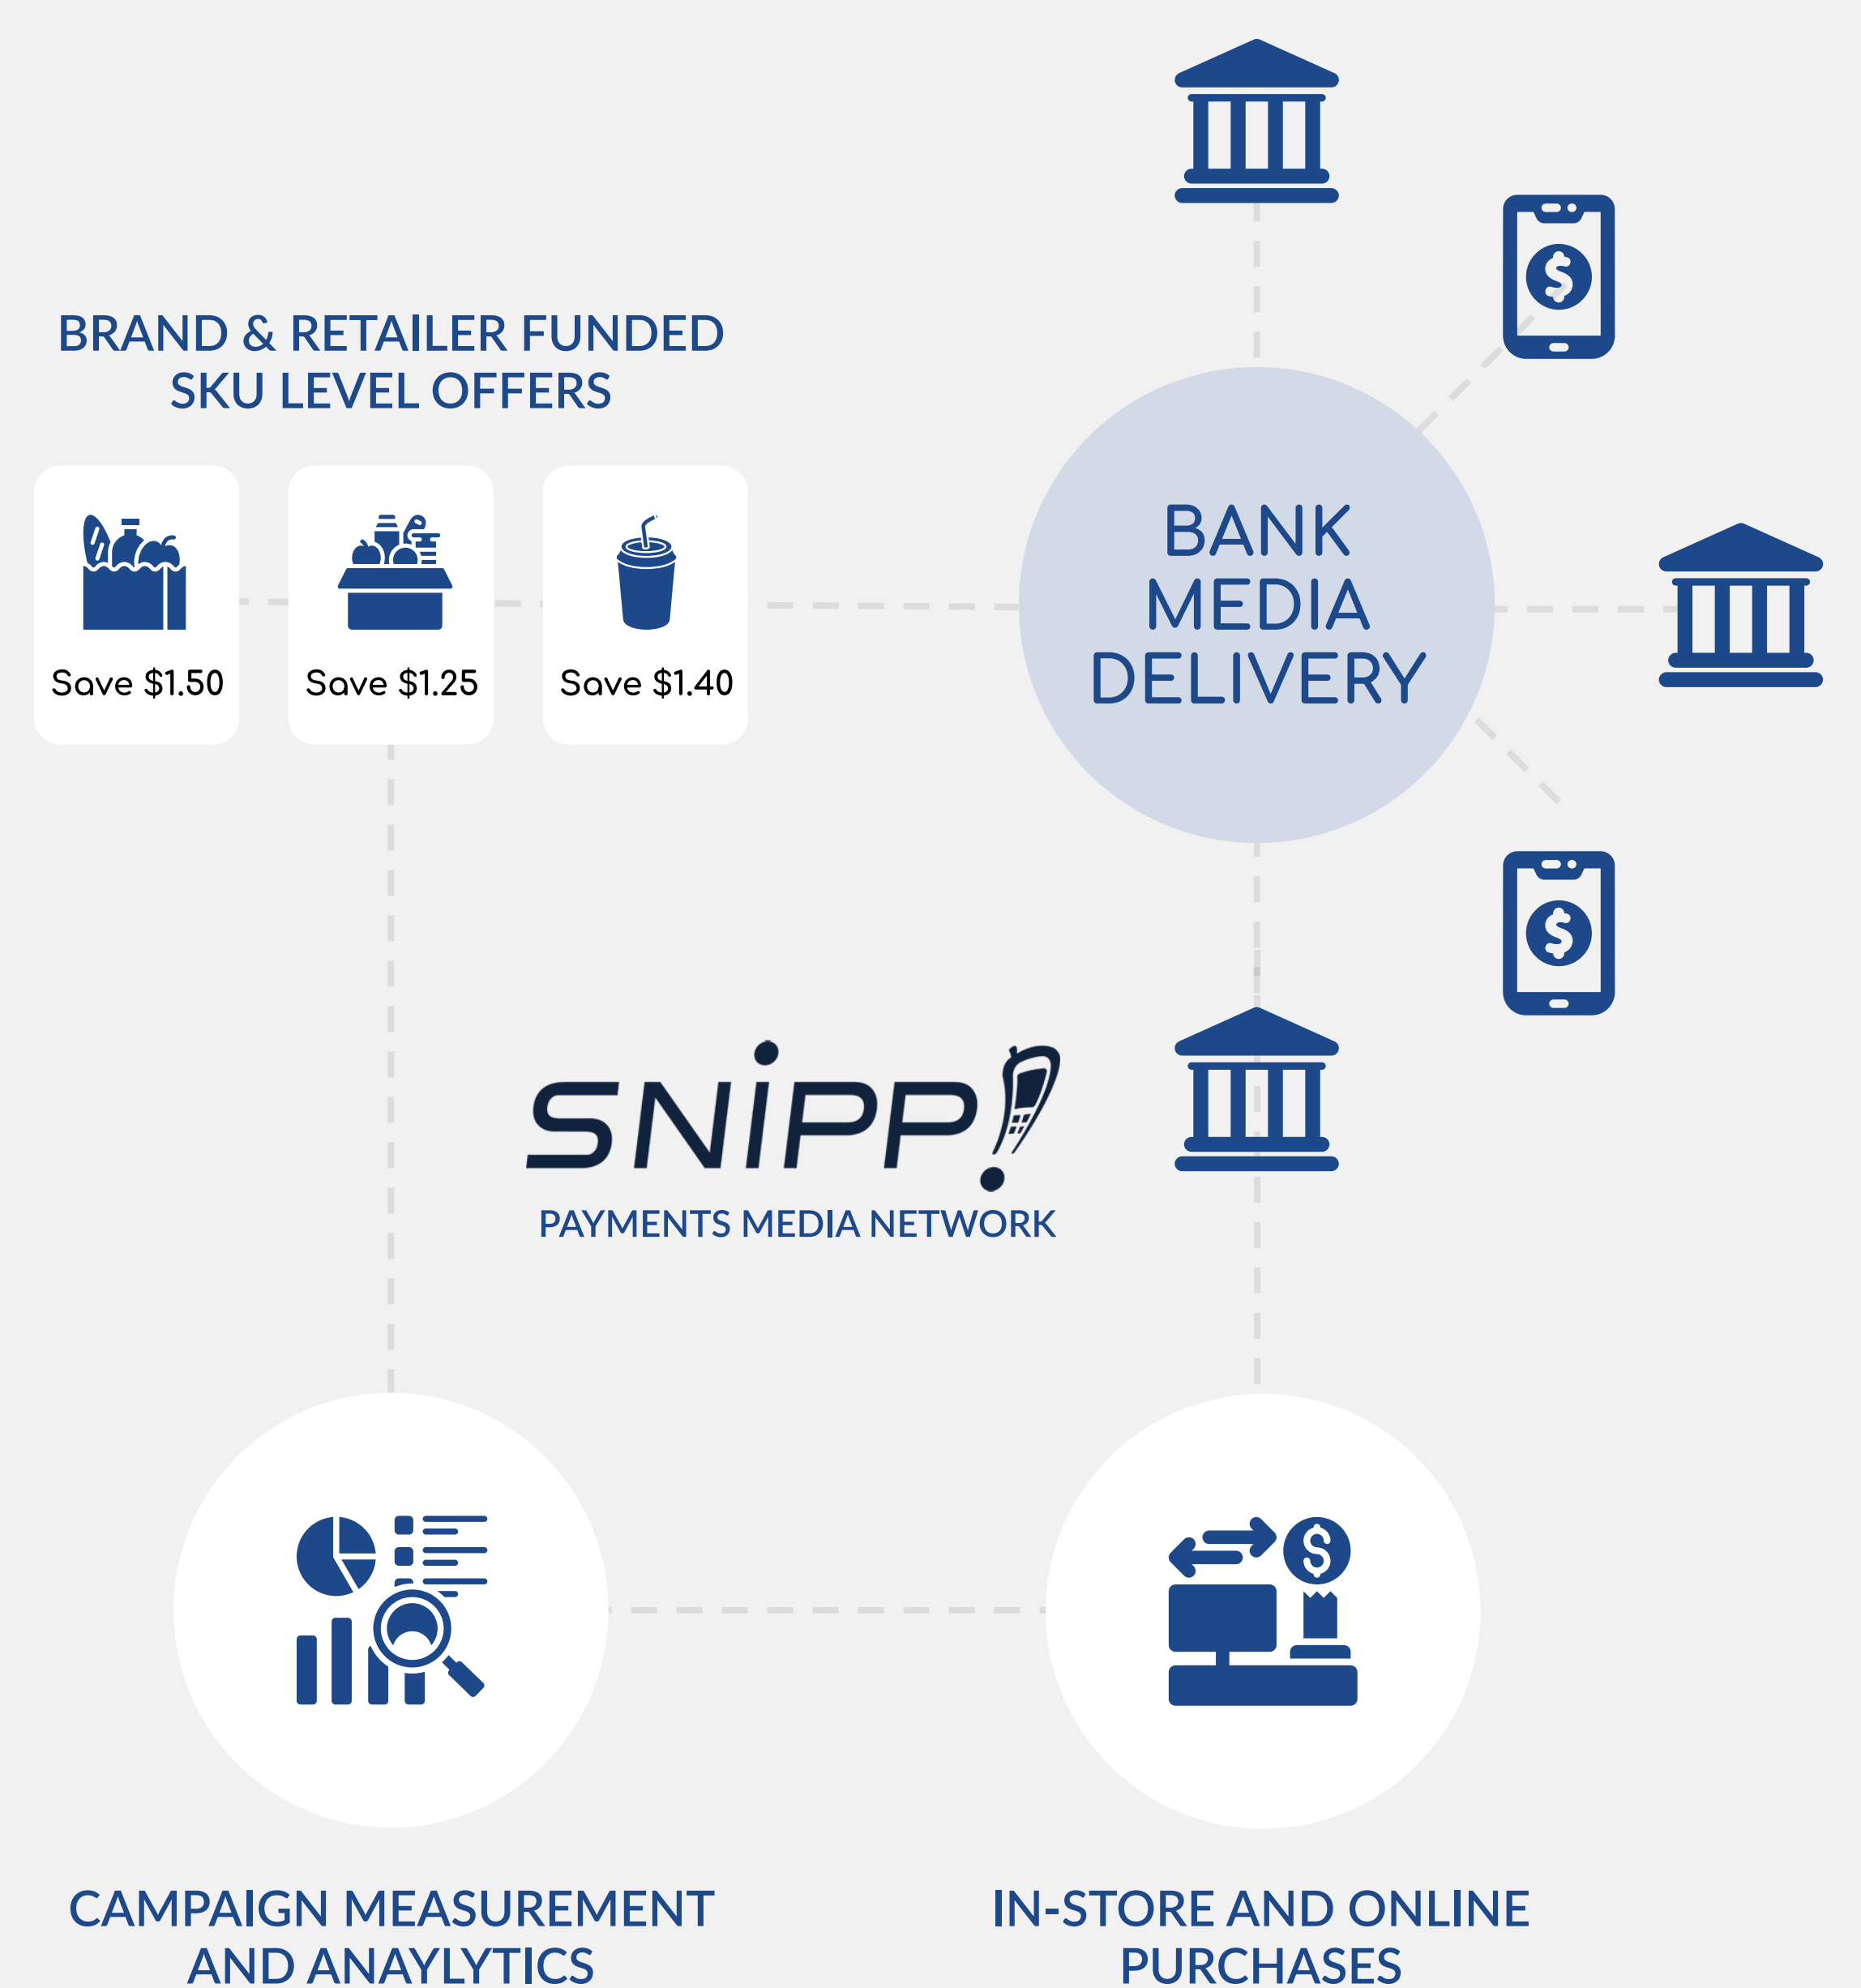 BRAND & RETAILER FUNDED
SKU LEVEL OFFERS
Save $1.50
Save $1.25
Save $1.40
BANK
MEDIA
DELIVERY
SNiPP!
PAYMENTS MEDIA NETWORK
CAMPAIGN MEASUREMENT
AND ANAYLYTICS
IN-STORE AND ONLINE
PURCHASES